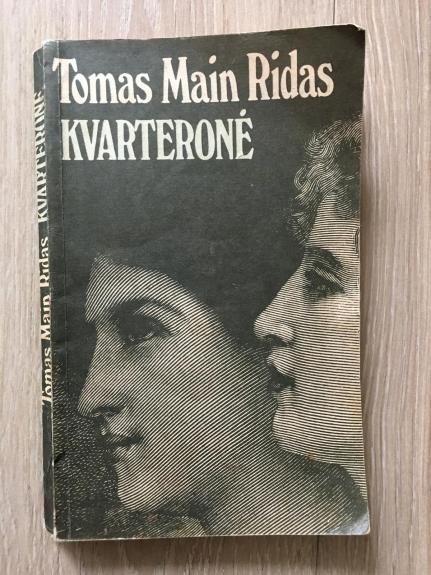 Tomas Main Ridas
KVARTERONĖ
Tomas Main Ridas KVARTERONĖ